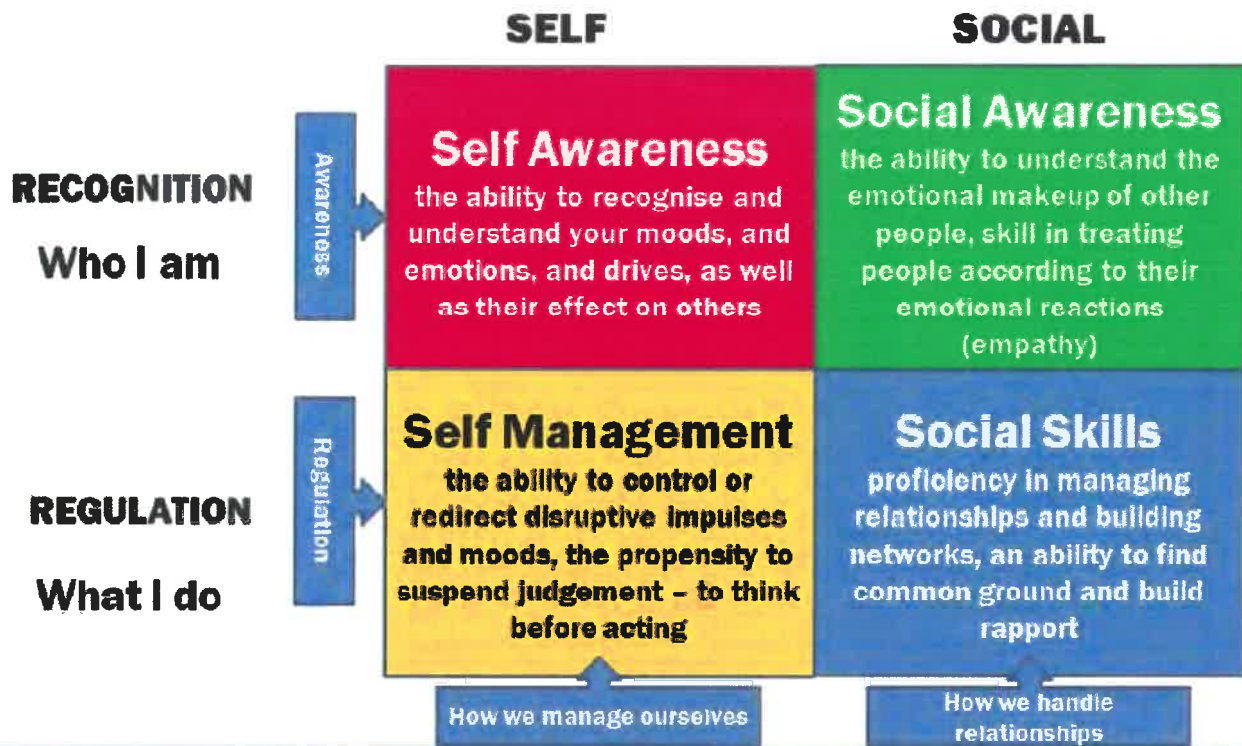 SELF
SOCIAL
RECOGNITION
Who I am
Awareness
Self Awareness
the ability to recognise and
understand your moods, and
emotions, and drives, as well
as their effect on others
Social Awareness
the ability to understand the
emotional makeup of other
people, skill in treating
people according to their
emotional reactions
(empathy)
REGULATION
What I do
Regulation
Self Management
the ability to control or
redirect disruptive impulses
and moods, the propensity to
suspend judgement – to think
before acting
Social Skills
proficiency in managing
relationships and building
networks, an ability to find
common ground and build
rapport
How we manage ourselves
How we handle
relationships